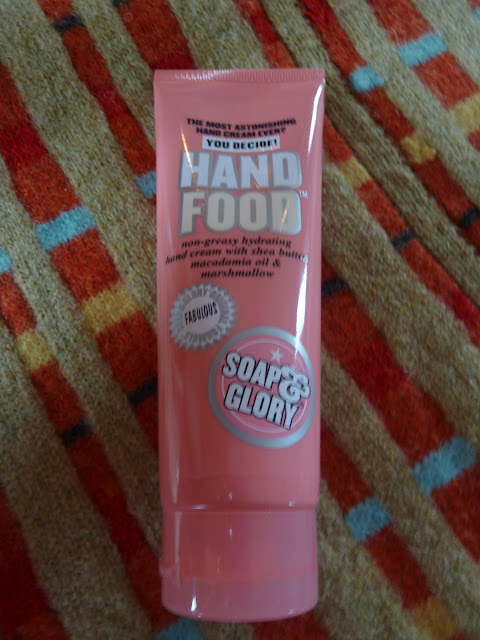 THE MOST ASTONISHING
HAND CREAM EVER?
YOU DECIDE!
HAND
FOOD™
non-greasy hydrating
hand cream with shea butter
macadamia oil &
marshmallow
FABULOUS
SOAP&
GLORY